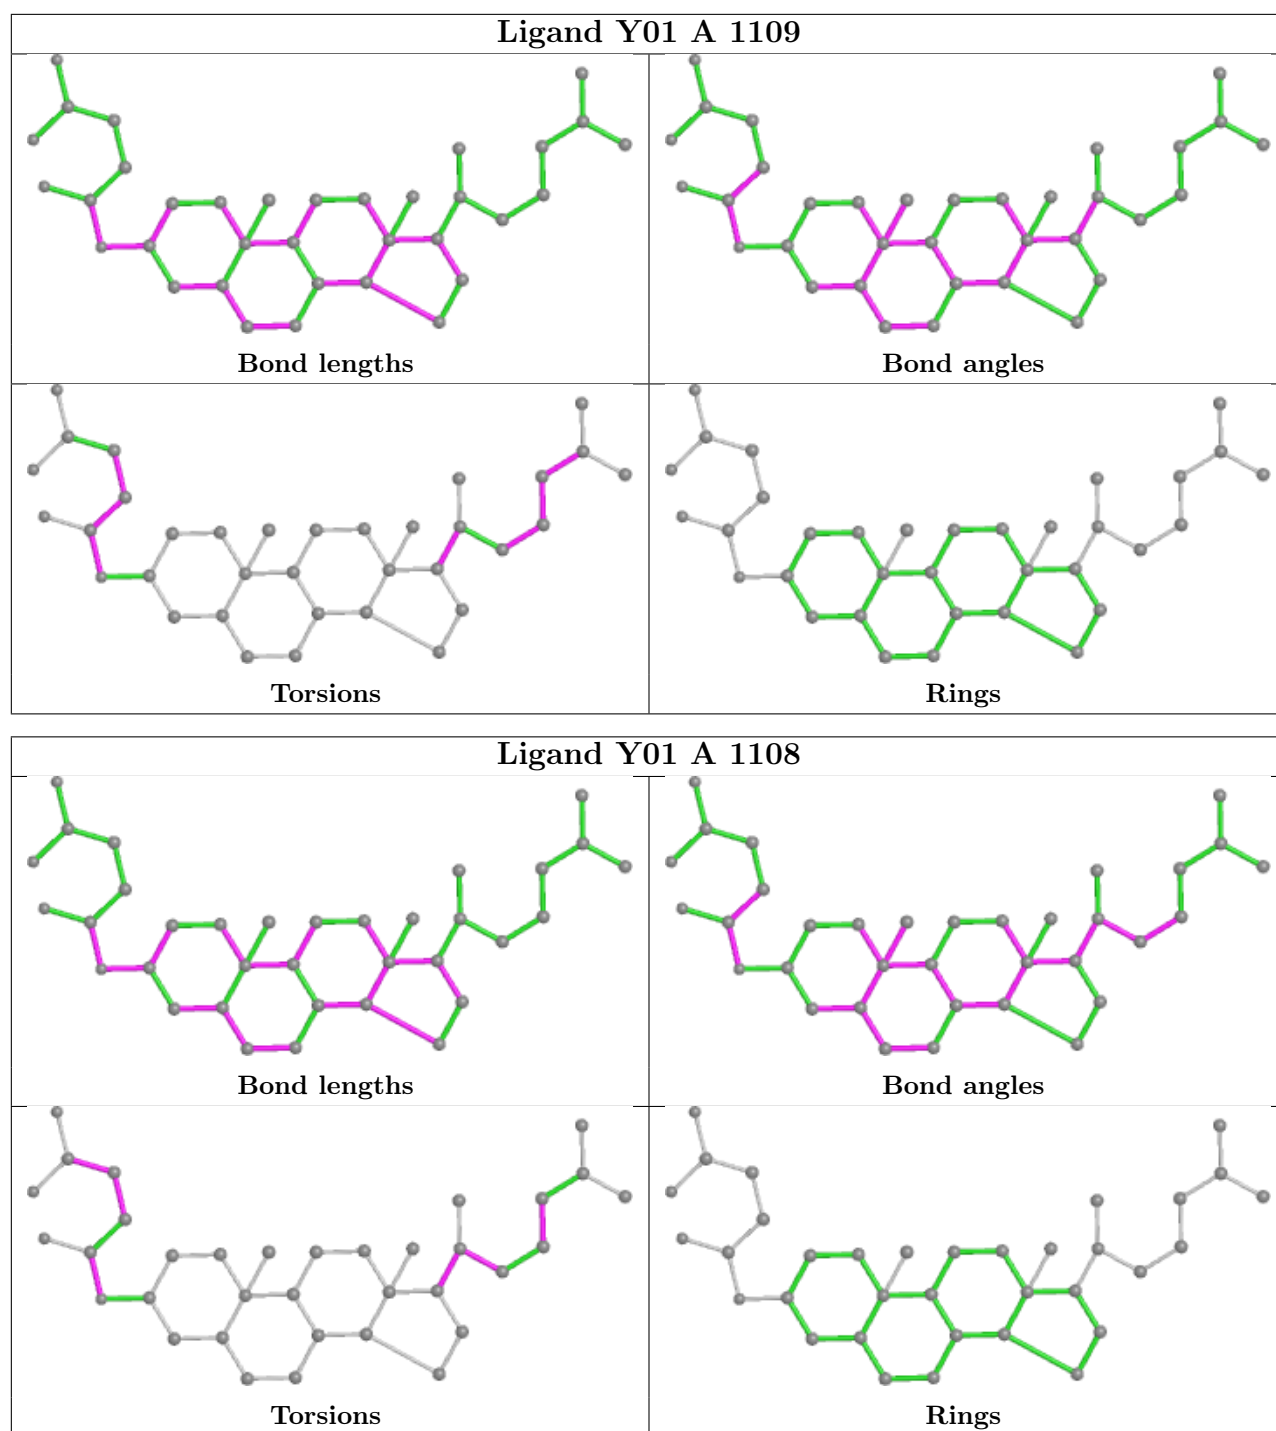 Ligand Y01 A 1109
Bond lengths
Bond angles
Torsions
Rings
Ligand Y01 A 1108
Bond lengths
Bond angles
Torsions
Rings